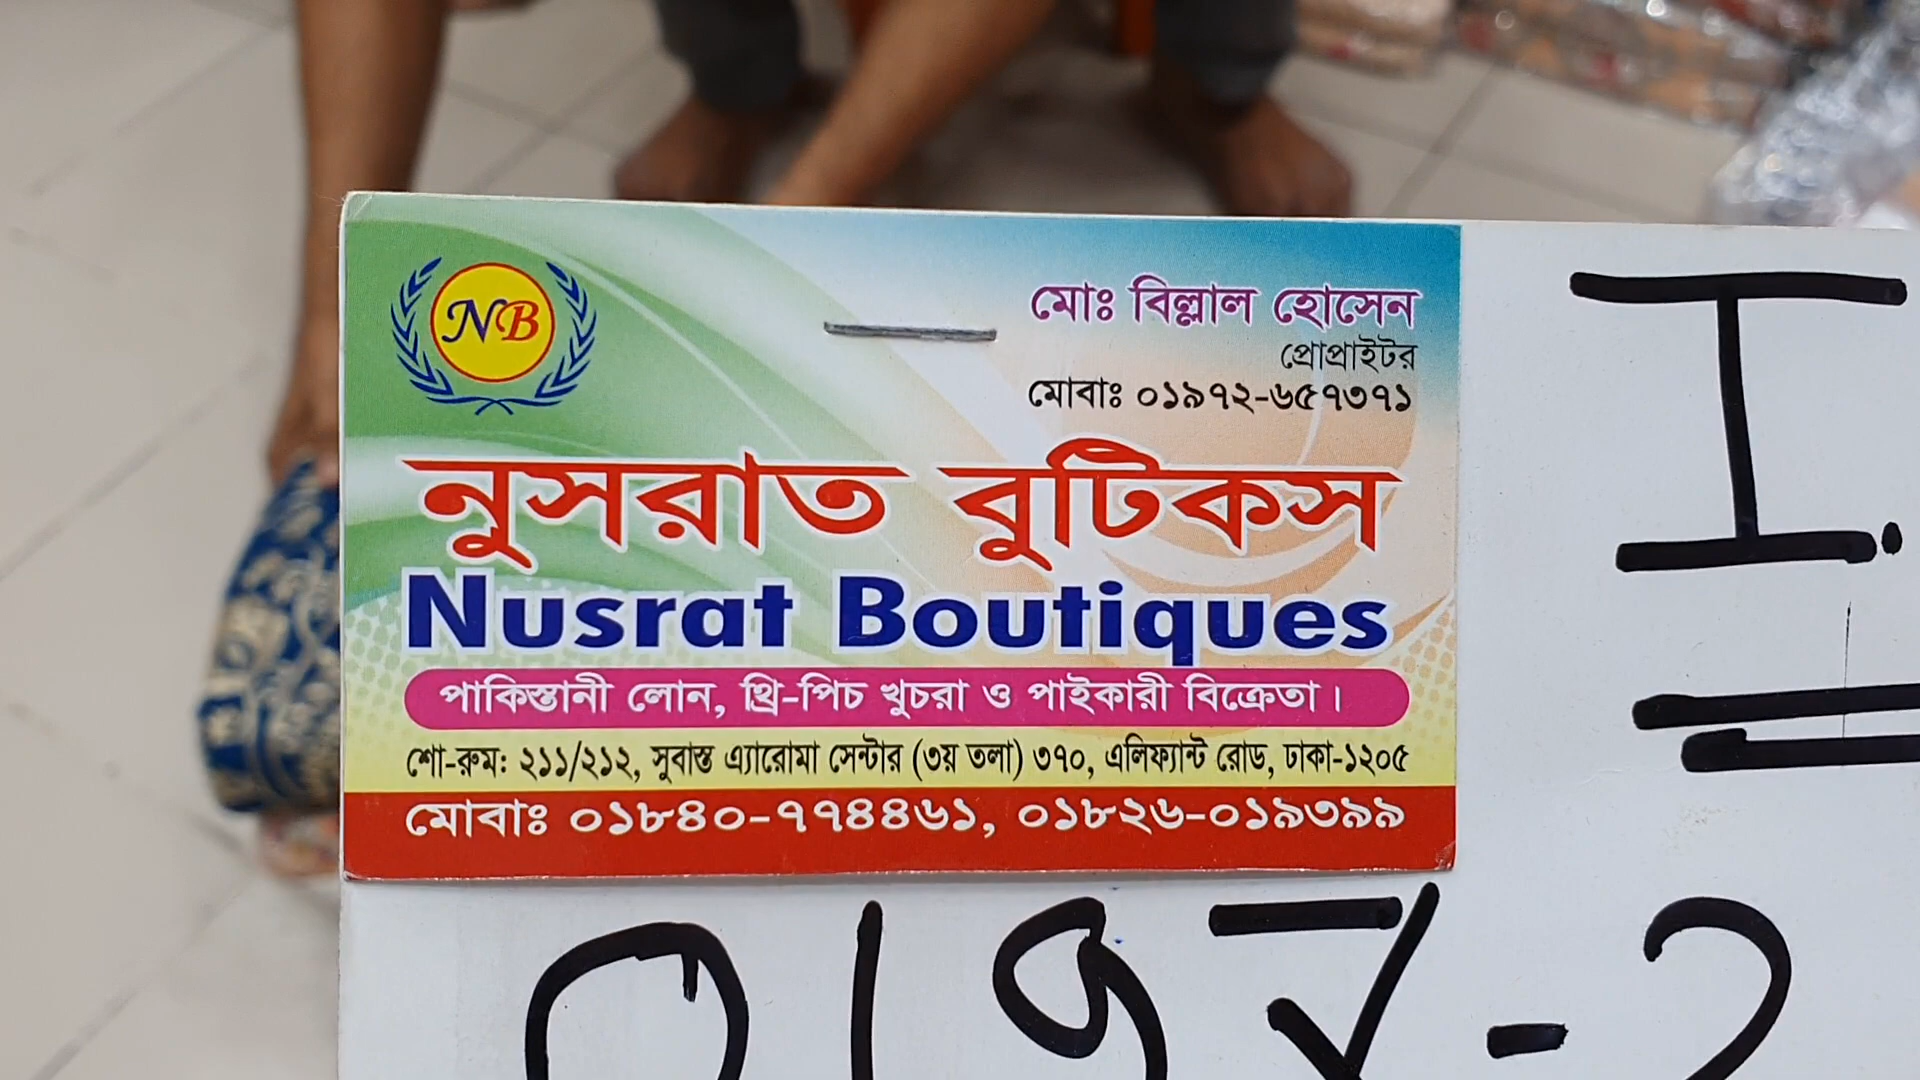 NB
মোঃ বিল্লাল হোসেন
প্রোপ্রাইটর
মোবাঃ ০১৯৭২-৬৫৭৩৭১
নুসরাত বুটিকস
Nusrat Boutiques
পাকিস্তানী লোন, থ্রি-পিচ খুচরা ও পাইকারী বিক্রেতা।
শো-রুম: ২১১/২১২, সুবাস্ত এ্যারোমা সেন্টার (৩য় তলা) ৩৭০, এলিফ্যান্ট রোড, ঢাকা-১২০৫
মোবাঃ ০১৮৪০-৭৭৪৪৬১, ০১৮২৬-০১৯৩৯৯
I.